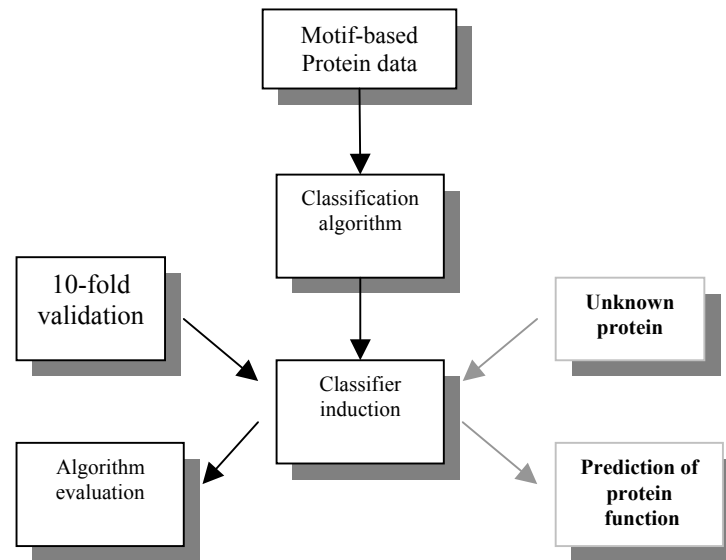 Motif-based
Protein data
Classification
algorithm
10-fold
validation
Unknown
protein
Classifier
induction
Algorithm
evaluation
Prediction of
protein
function